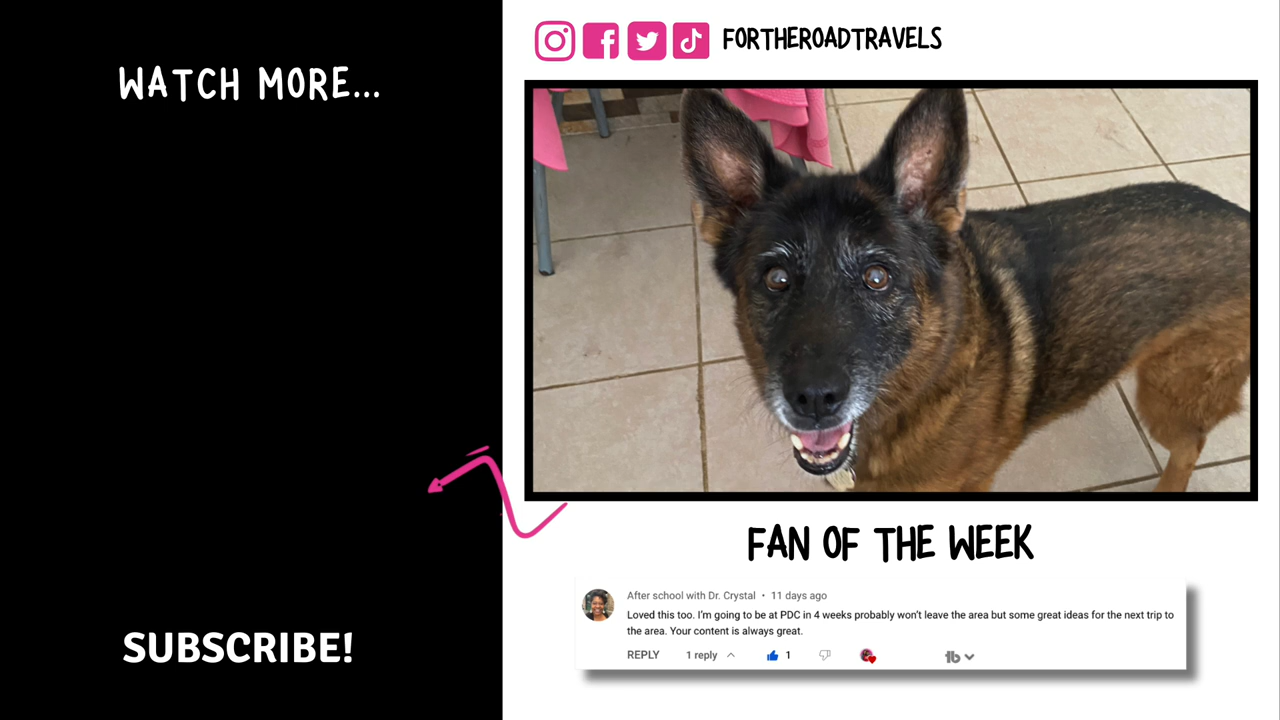 WATCH MORE...
SUBSCRIBE!
FORTHEROADTRAVELS
FAN OF THE WEEK
After school with Dr. Crystal • 11 days ago
Loved this too. I'm going to be at PDC in 4 weeks probably won't leave the area but some great ideas for the next trip to
the area. Your content is always great.
REPLY 1 reply 1